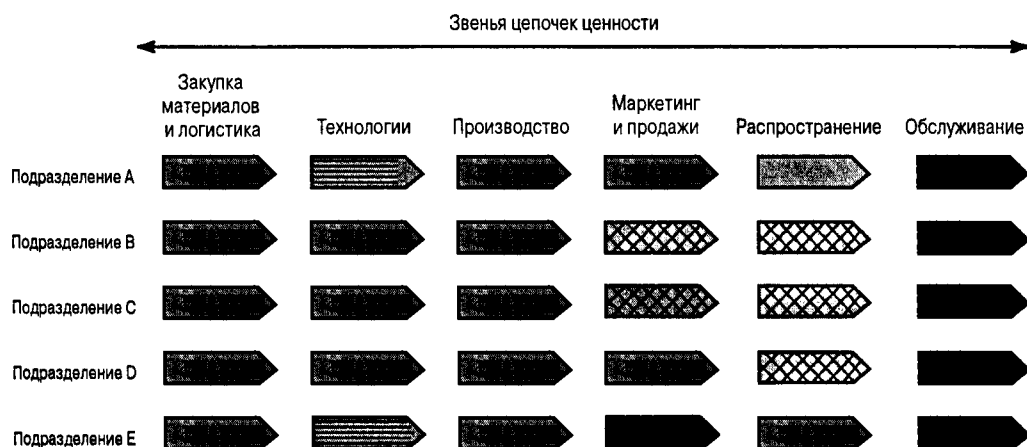 Звенья цепочек ценности
Закупка
материалов
и логистика
Технологии
Производство
Маркетинг
и продажи
Распространение
Обслуживание
Подразделение A
Подразделение B
Подразделение C
Подразделение D
Подразделение E